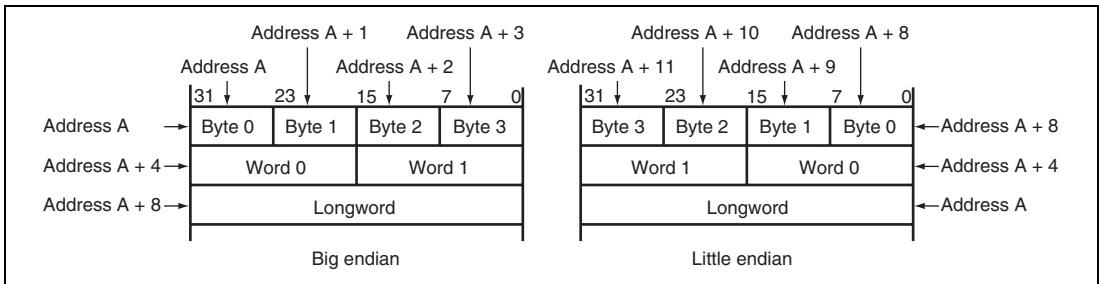 Address A + 1 Address A + 3 Address A + 10 Address A + 8
Address A Address A + 2 Address A + 11 Address A + 9
31 23 15 7 0 31 23 15 7 0
Address A Byte 0 Byte 1 Byte 2 Byte 3 Byte 3 Byte 2 Byte 1 Byte 0 Address A + 8
Address A + 4 Word 0 Word 1 Word 1 Word 0 Address A + 4
Address A + 8 Longword Longword Address A
Big endian Little endian